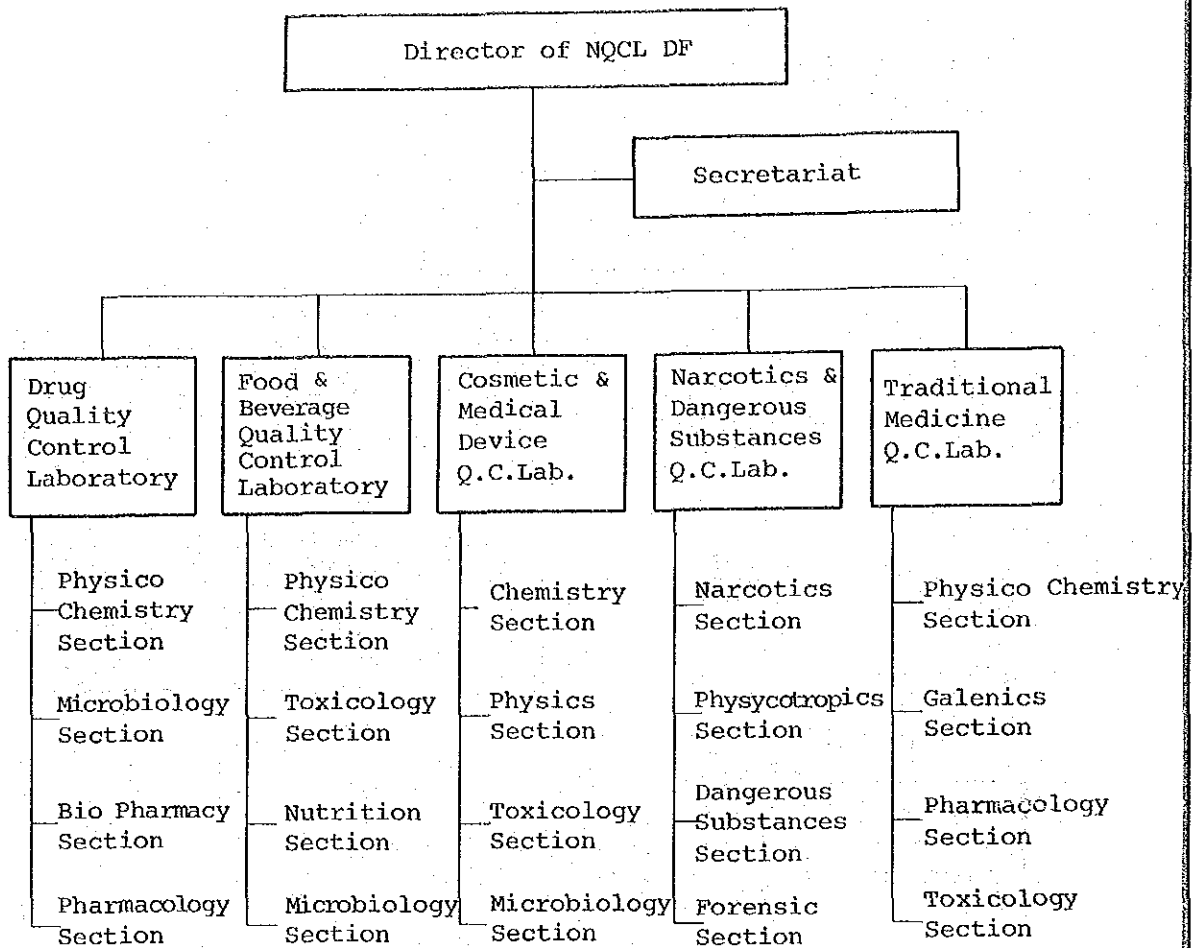 Director of NQCL DF
Secretariat
Drug
Quality
Control
Laboratory
Food &
Beverage
Quality
Control
Laboratory
Cosmetic &
Medical
Device
Q.C.Lab.
Narcotics &
Dangerous
Substances
Q.C.Lab.
Traditional
Medicine
Q.C.Lab.
Physico
Chemistry
Section
Microbiology
Section
Bio Pharmacy
Section
Pharmacology
Section
Physico
Chemistry
Section
Toxicology
Section
Nutrition
Section
Microbiology
Section
Chemistry
Section
Physics
Section
Toxicology
Section
Microbiology
Section
Narcotics
Section
Physycotropics
Section
Dangerous
Substances
Section
Forensic
Section
Physico Chemistry
Section
Galenics
Section
Pharmacology
Section
Toxicology
Section